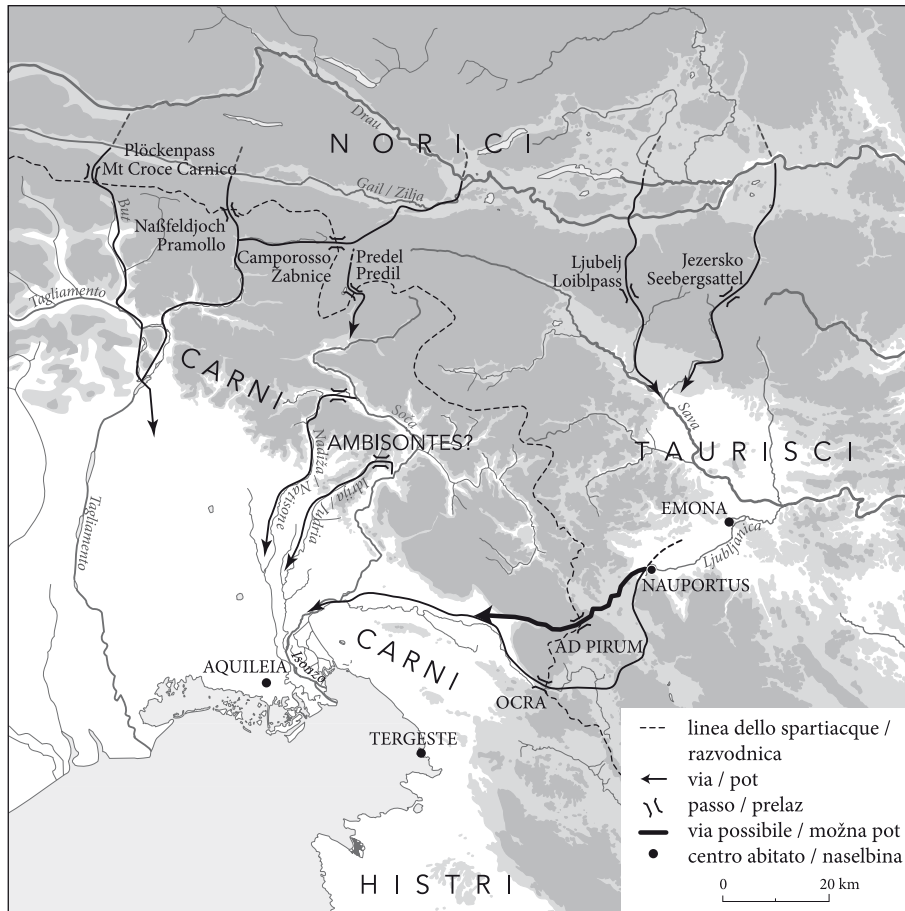 Drau
NORICI
Plöckenpass
Mt Croce Carnico
Gail / Zilja
But
Naßfeldjoch
Pramollo
Camporosso
Žabnice
Predel
Predil
Ljubelj
Loiblpass
Jezersko
Seebergsattel
Tagliamento
CARNI
Soča
Sava
AMBISONTES?
TAURISCI
Nadiža / Natisone
Idrija / Iudrio
Tagliamento
EMONA
Ljubljanica
NAUPORTUS
AD PIRUM
CARNI
Isonzo
AQUILEIA
OCRA
TERGESTE
HISTRI
linea dello spartiacque /
razvodnica
via / pot
passo / prelaz
via possibile / možna pot
centro abitato / naselbina
0 20 km